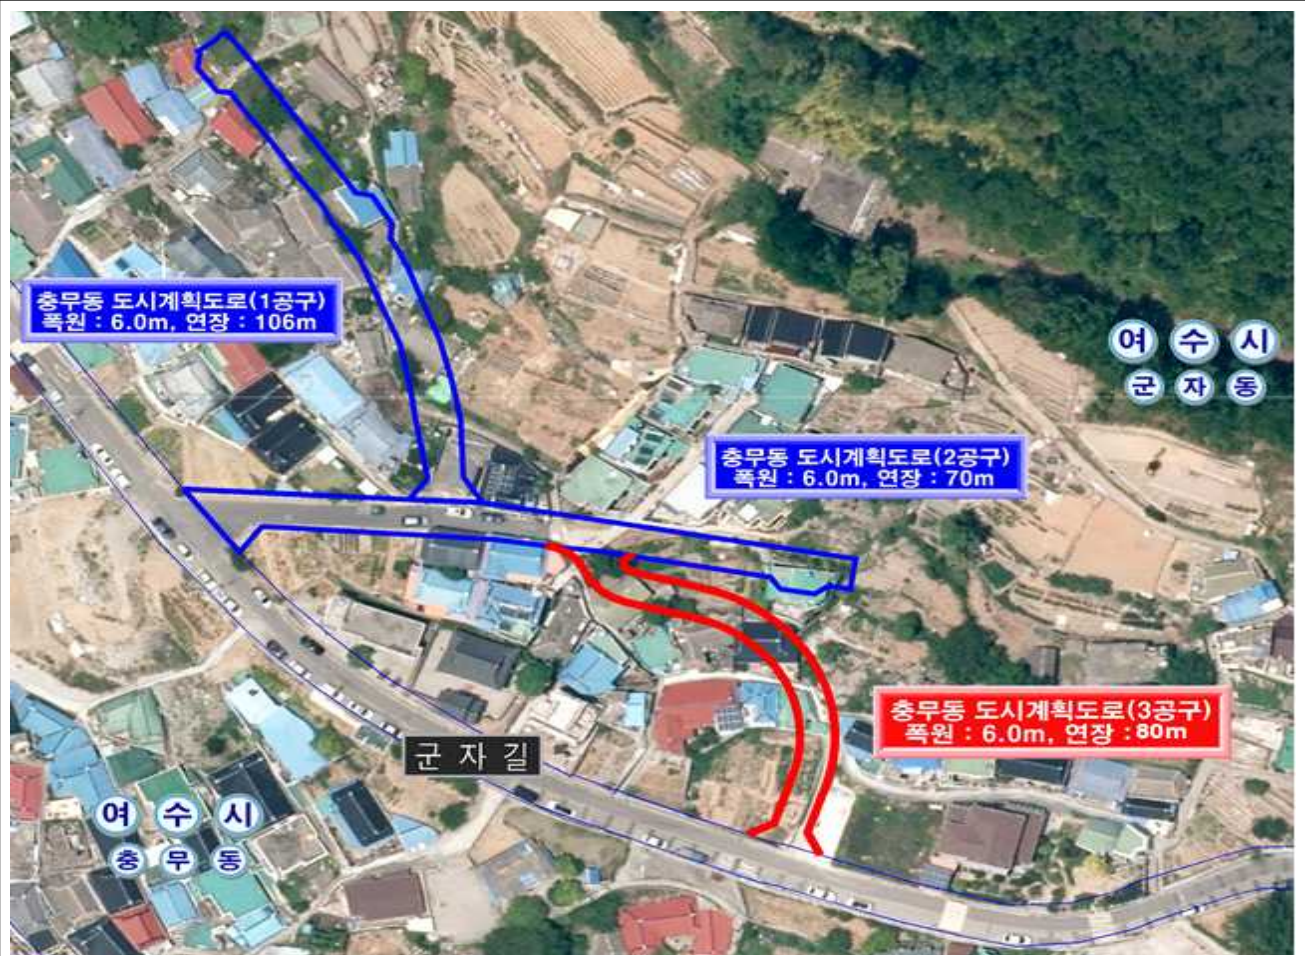 충무동 도시계획도로(1공구)
폭원 : 6.0m, 연장 : 106m
여수시
군자동
충무동 도시계획도로(2공구)
폭원 : 6.0m, 연장 : 70m
충무동 도시계획도로(3공구)
폭원 : 6.0m, 연장 : 80m
군 자 길
여수시
충무동